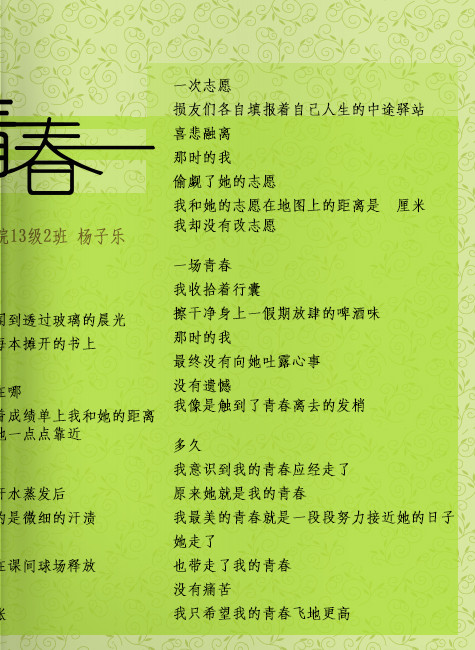 青春
院13级2班 杨子乐
闻到透过玻璃的晨光
每本摊开的书上
在哪
着成绩单上我和她的距离
地一点点靠近
汗水蒸发后
的是微细的汗渍
在课间球场释放
张
一次志愿
损友们各自填报着自己人生的中途驿站
喜悲融离
那时的我
偷觑了她的志愿
我和她的志愿在地图上的距离是 厘米
我却没有改志愿
一场青春
我收拾着行囊
擦干净身上一假期放肆的啤酒味
那时的我
最终没有向她吐露心事
没有遗憾
我像是触到了青春离去的发梢
多久
我意识到我的青春应经走了
原来她就是我的青春
我最美的青春就是一段段努力接近她的日子
她走了
也带走了我的青春
没有痛苦
我只希望我的青春飞地更高